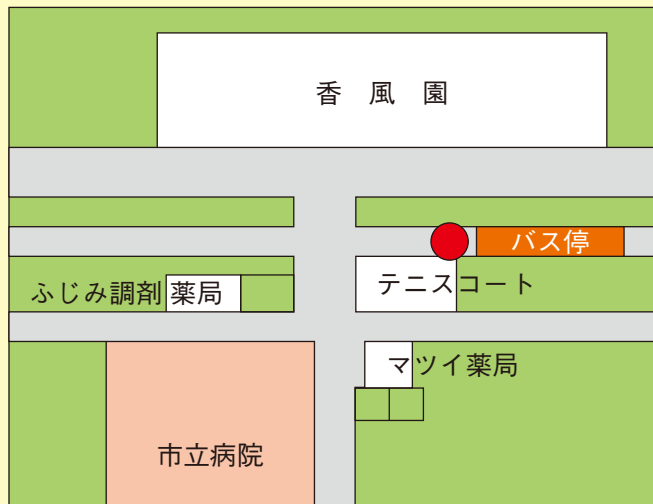 香 風 園
バス停
ふじみ調剤薬局
テニスコート
マツイ薬局
市立病院